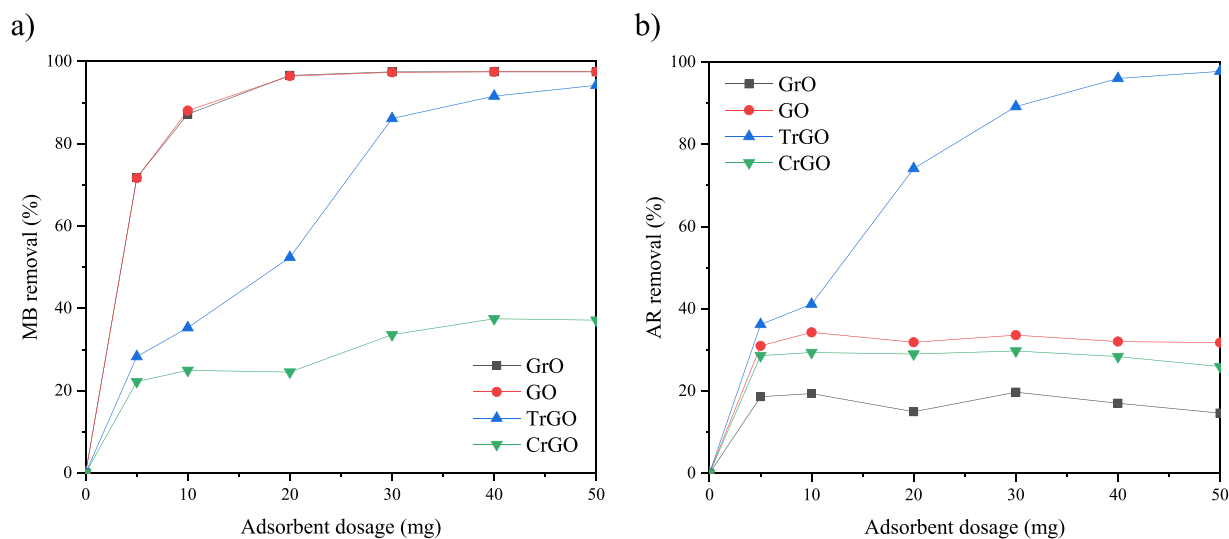 a)
MB removal (%)
100
80
60
40
20
0
0 10 20 30 40 50
Adsorbent dosage (mg)
GrO
GO
TrGO
CrGO
b)
AR removal (%)
100
80
60
40
20
0
0 10 20 30 40 50
Adsorbent dosage (mg)
GrO
GO
TrGO
CrGO